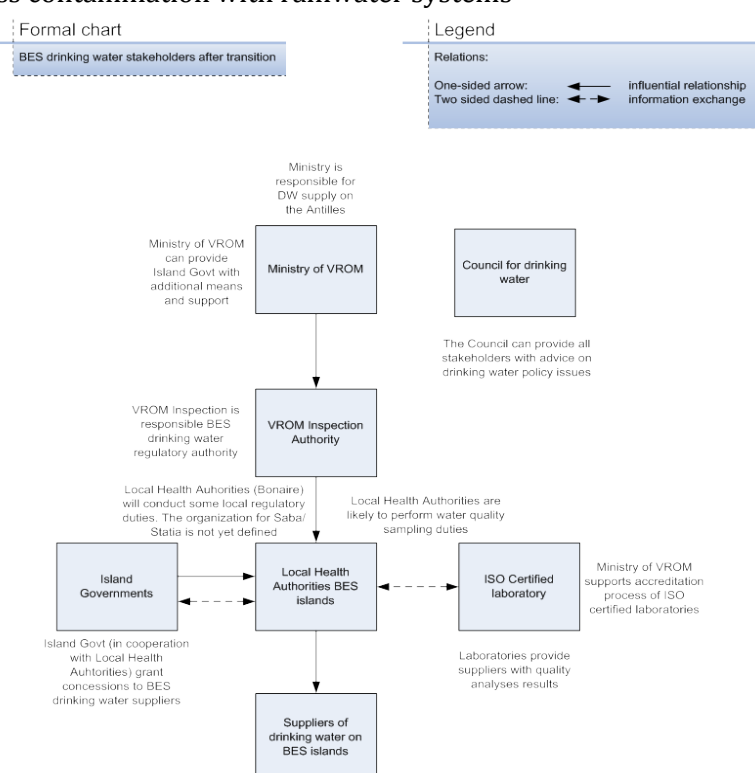 ss contamination with rainwater systems
Formal chart
BES drinking water stakeholders after transition
Legend
Relations:
One-sided arrow: influential relationship
Two sided dashed line: information exchange
Ministry is
responsible for
DW supply on
the Antilles
Ministry of VROM
can provide
Island Govt with
additional means
and support
Ministry of VROM
Council for drinking
water
The Council can provide all
stakeholders with advice on
drinking water policy issues
VROM Inspection is
responsible BES
drinking water
regulatory authority
VROM Inspection
Authority
Local Health Auhorities (Bonaire)
will conduct some local regulatory
duties. The organization for Saba/
Statia is not yet defined
Local Health Authorities are
likely to perform water quality
sampling duties
Island
Governments
Local Health
Authorities BES
islands
ISO Certified
laboratory
Ministry of VROM
supports accreditation
process of ISO
certified laboratories
Island Govt (in cooperation
with Local Health
Auhtorities) grant
concessions to BES
drinking water suppliers
Laboratories provide
suppliers with quality
analyses results
Suppliers of
drinking water on
BES islands